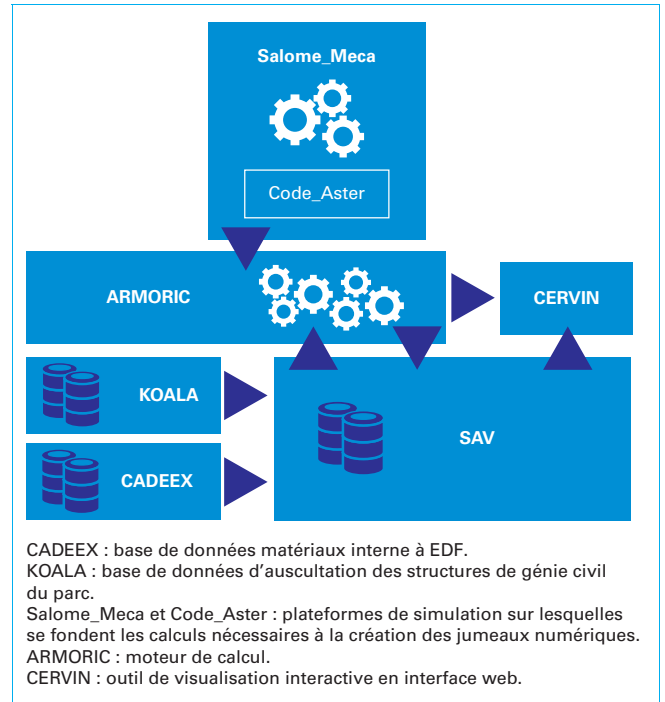 Salome_Meca
Code_Aster
ARMORIC
CERVIN
KOALA
SAV
CADEEX
CADEEX : base de données matériaux interne à EDF.
KOALA : base de données d'auscultation des structures de génie civil
du parc.
Salome_Meca et Code_Aster : plateformes de simulation sur lesquelles
se fondent les calculs nécessaires à la création des jumeaux numériques.
ARMORIC : moteur de calcul.
CERVIN : outil de visualisation interactive en interface web.